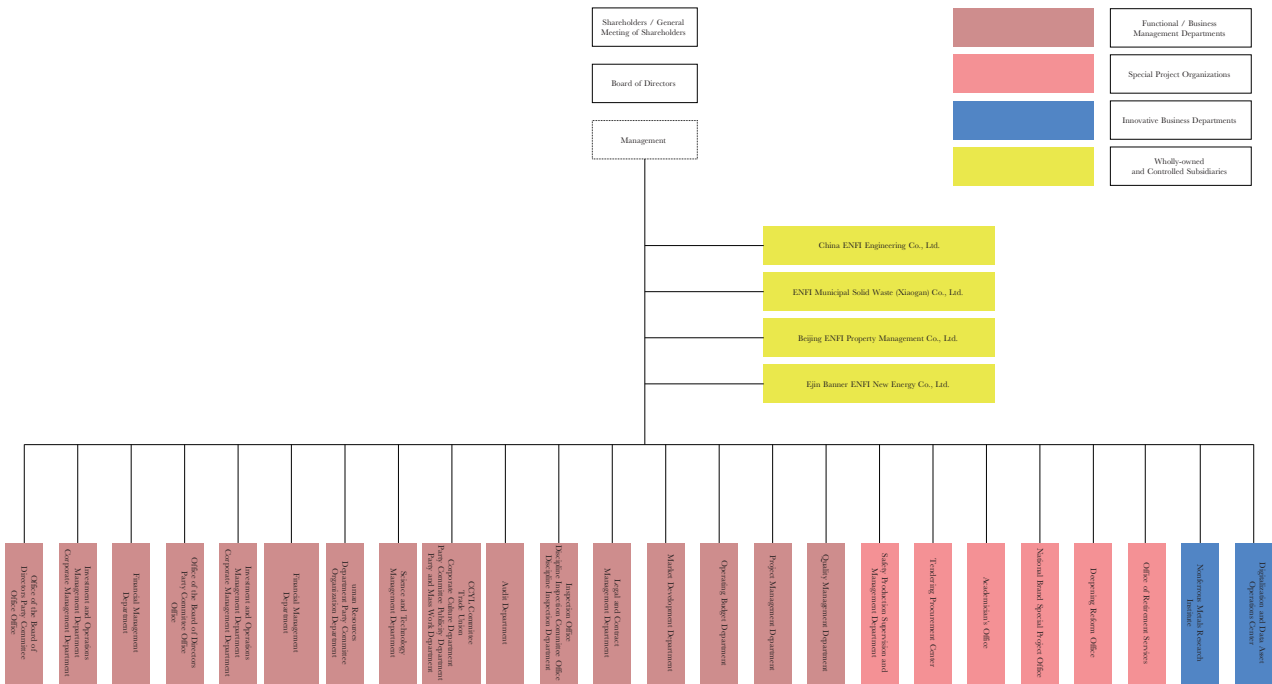 Shareholders / General
Meeting of Shareholders
Board of Directors
Management
Functional / Business
Management Departments
Special Project Organizations
Innovative Business Departments
Wholly-owned
and Controlled Subsidiaries
China ENFI Engineering Co., Ltd.
ENFI Municipal Solid Waste (Xiaogan) Co., Ltd.
Beijing ENFI Property Management Co., Ltd.
Ejin Banner ENFI New Energy Co., Ltd.
Office of the Board of
Directors Party Committee
Office Office
Investment and Operations
Management Department
Corporate Management Department
Financial Management
Department
Office of the Board of Directors
Party Committee Office
Office
Investment and Operations
Management Department
Corporate Management Department
Financial Management
Department
uman Resources
Department Party Committee
Organization Department
Science and Technology
Management Department
CCYL Committee
Trade Union
Corporate Culture Department
Party Committee Publicity Department
Party and Mass Work Department
Audit Department
Inspection Office
Discipline Inspection Committee Office
Discipline Inspection Department
Legal and Contract
Management Department
Market Development Department
Operating Budget Department
Project Management Department
Quality Management Department
Safety Production Supervision and
Management Department
Tendering Procurement Center
Academician's Office
National Brand Special Project Office
Deepening Reform Office
Office of Retirement Services
Nonferrous Metals Research
Institute
Digitalization and Data Asset
Operations Center